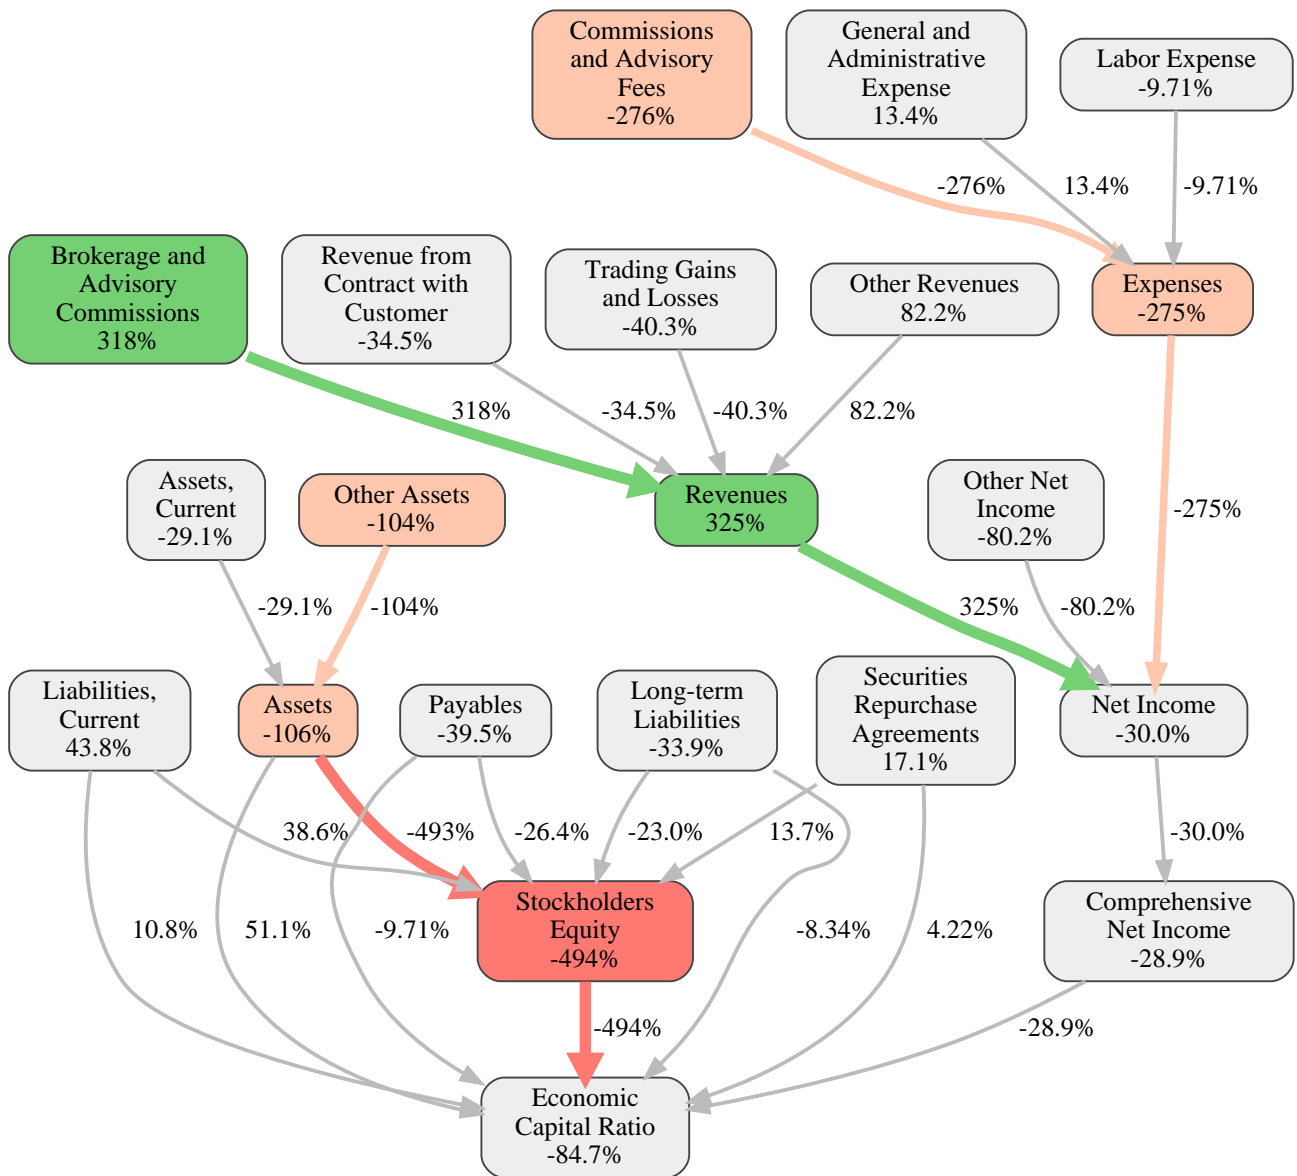 Commissions
and Advisory
Fees
-276%
General and
Administrative
Expense
13.4%
Labor Expense
-9.71%
-276%
13.4%
-9.71%
Brokerage and
Advisory
Commissions
318%
Revenue from
Contract with
Customer
-34.5%
Trading Gains
and Losses
-40.3%
Other Revenues
82.2%
Expenses
-275%
318%
-34.5%
-40.3%
82.2%
Assets,
Current
-29.1%
Other Assets
-104%
Revenues
325%
Other Net
Income
-80.2%
-275%
-29.1%
-104%
325%
-80.2%
Liabilities,
Current
43.8%
Assets
-106%
Payables
-39.5%
Long-term
Liabilities
-33.9%
Securities
Repurchase
Agreements
17.1%
Net Income
-30.0%
38.6%
-493%
-26.4%
-23.0%
13.7%
-30.0%
10.8%
51.1%
-9.71%
Stockholders
Equity
-494%
-8.34%
4.22%
Comprehensive
Net Income
-28.9%
-494%
-28.9%
Economic
Capital Ratio
-84.7%